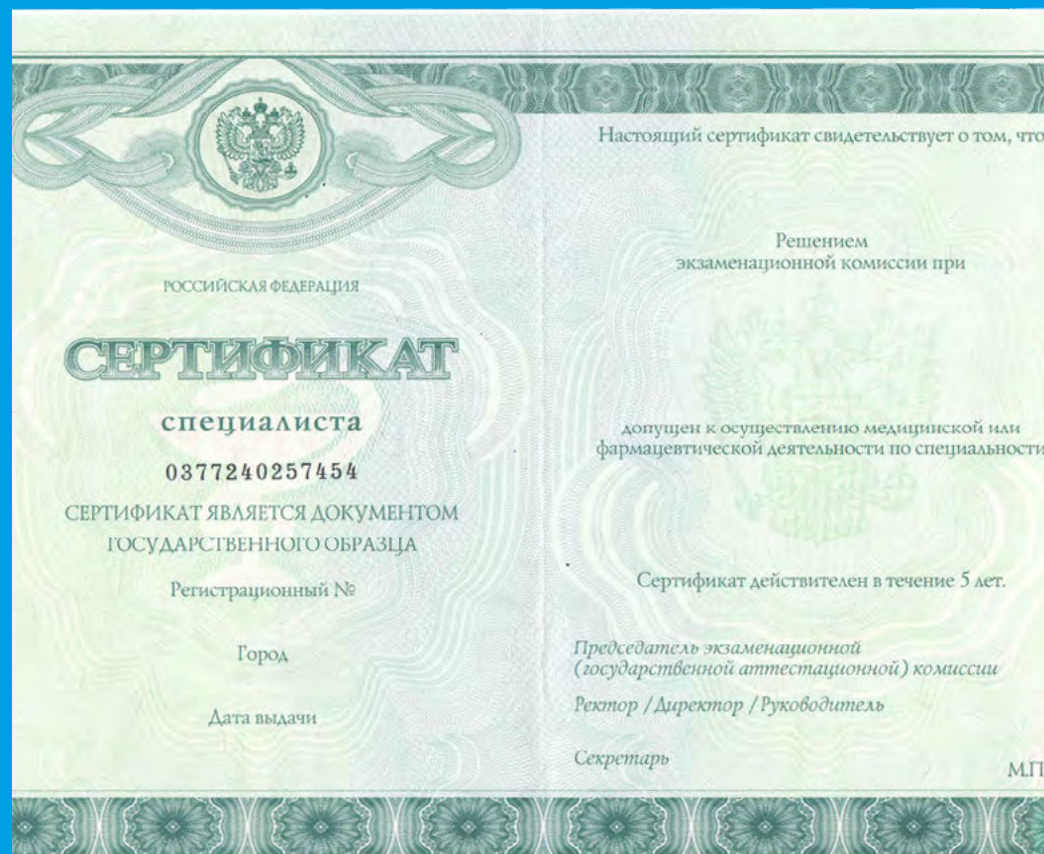 РОССИЙСКАЯ ФЕДЕРАЦИЯ
СЕРТИФИКАТ
специалиста
0377240257454
СЕРТИФИКАТ ЯВЛЯЕТСЯ ДОКУМЕНТОМ
ГОСУДАРСТВЕННОГО ОБРАЗЦА
Регистрационный №
Город
Дата выдачи
Настоящий сертификат свидетельствует о том, что
Решением
экзаменационной комиссии при
допущен к осуществлению медицинской или
фармацевтической деятельности по специальности
Сертификат действителен в течение 5 лет.
Председатель экзаменационной
(государственной аттестационной) комиссии
Ректор / Директор / Руководитель
Секретарь
М.П